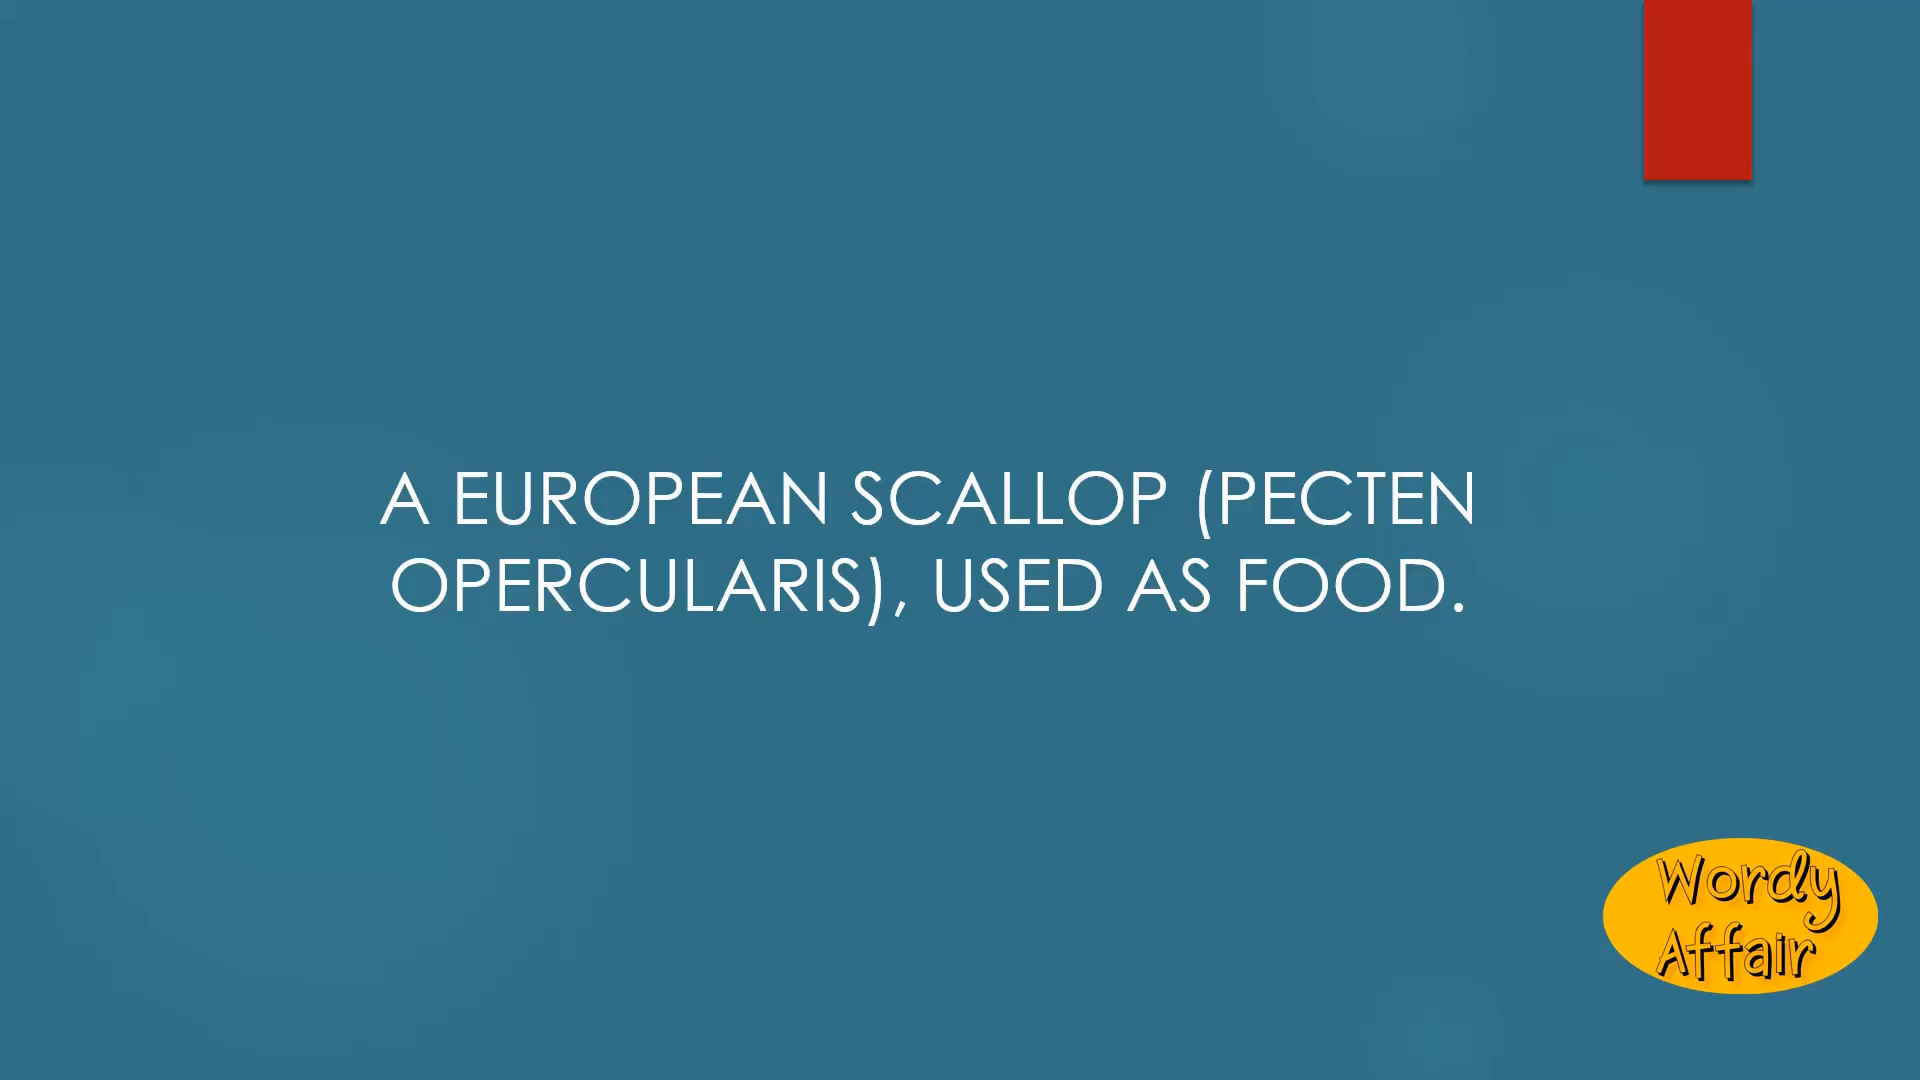 A EUROPEAN SCALLOP (PECTEN
OPERCULARIS), USED AS FOOD.
Wordy
Affair